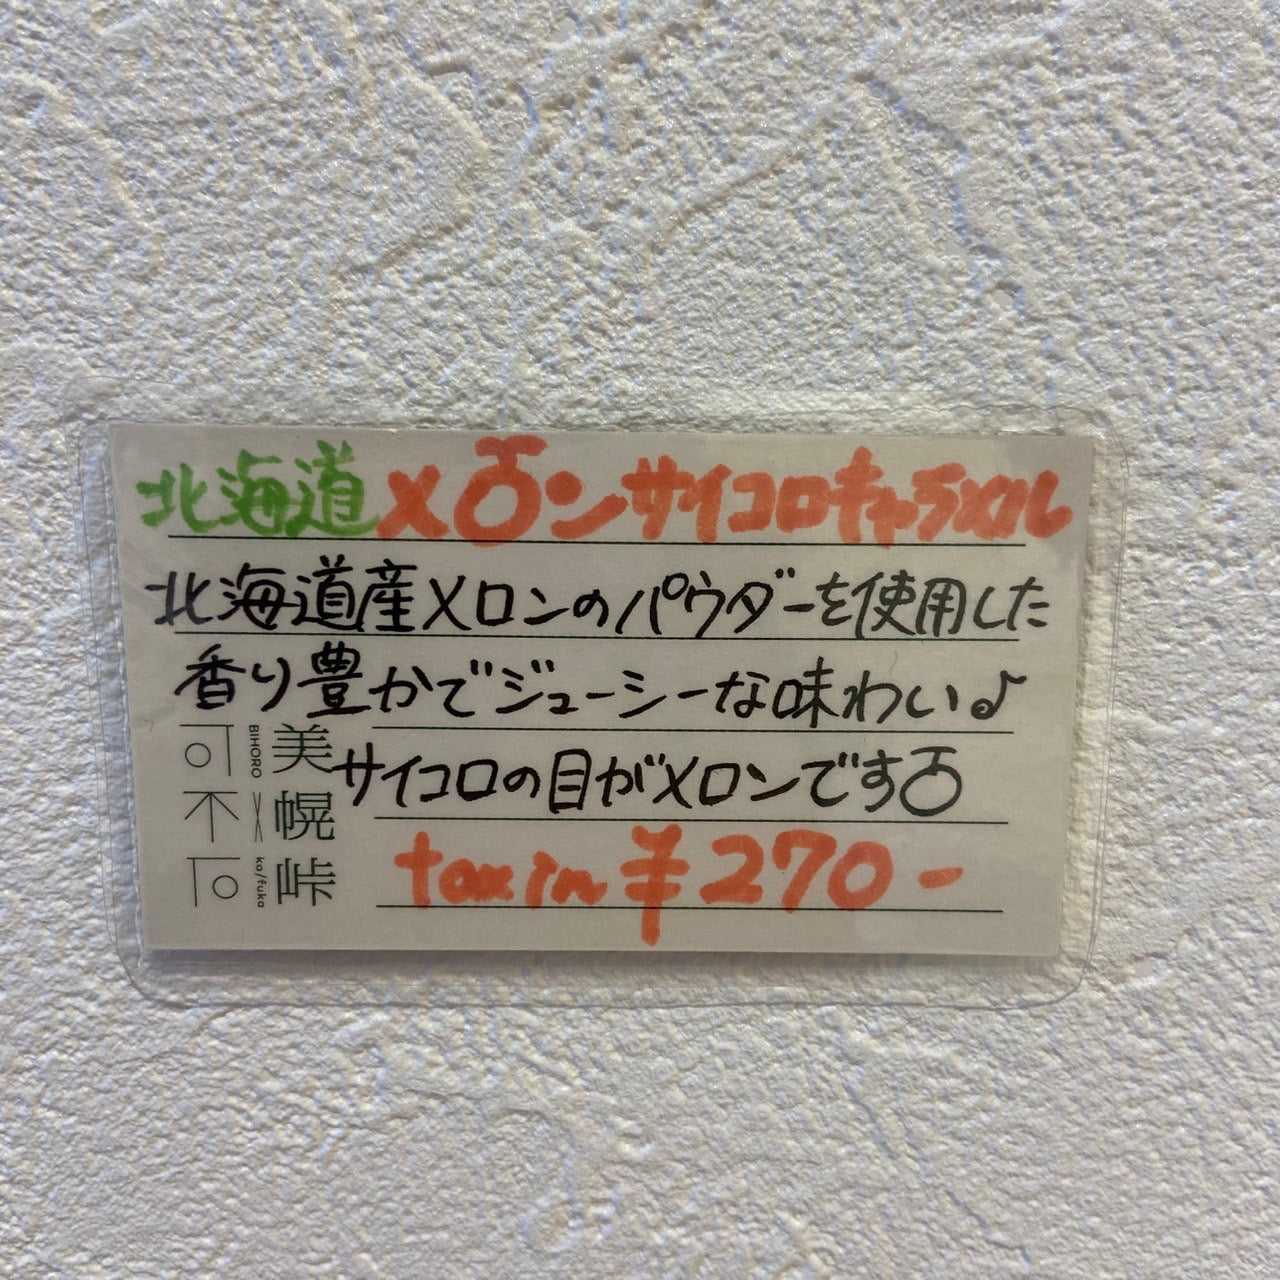 北海道メロンサイコロキャラメル
北海道産メロンのパウダーを使用した
香り豊かでジューシーな味わい♪
サイコロの目がメロンです
tax in ¥270-
美幌峠
BIHORO
ka/fuka